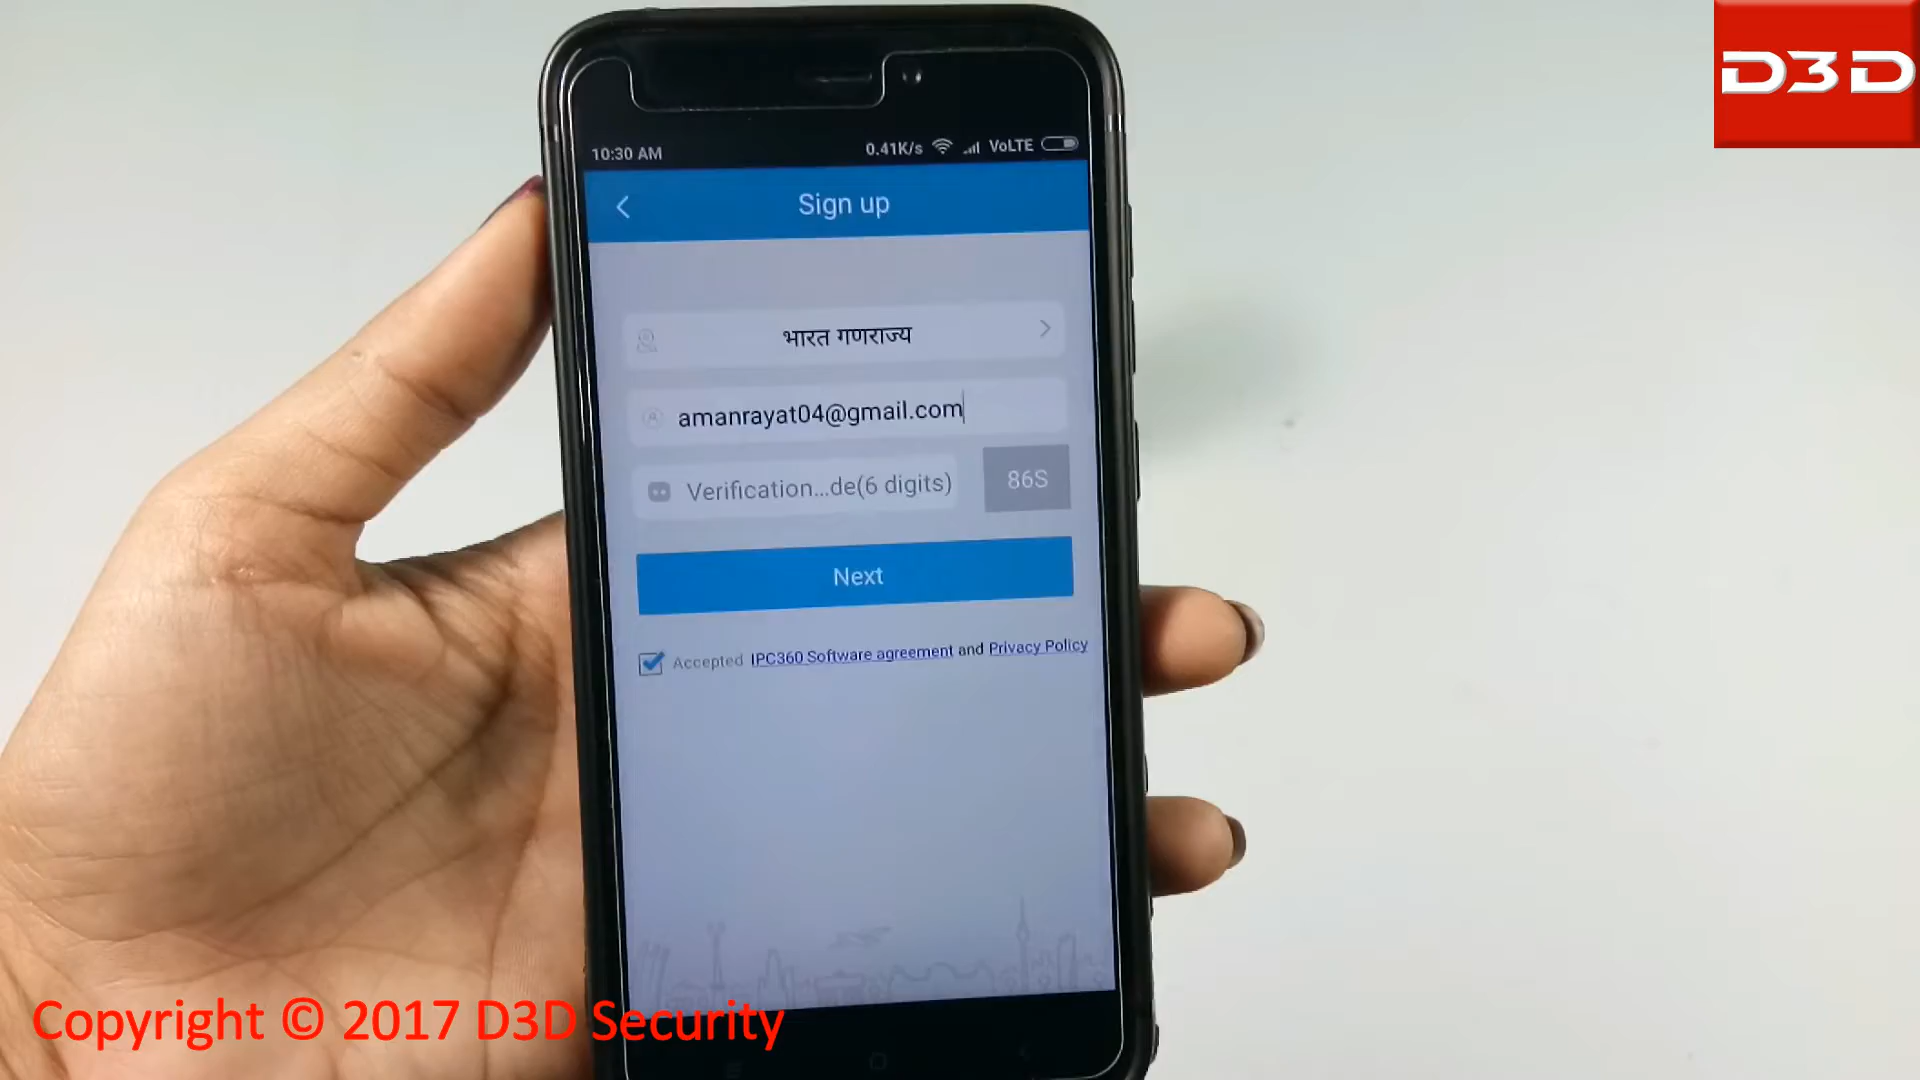 D3D
10:30 AM 0.41K/s VoLTE
Sign up
भारत गणराज्य
amanrayat04@gmail.com
Verification...de(6 digits) 86S
Next
Accepted IPC360 Software agreement and Privacy Policy
Copyright © 2017 D3D Security